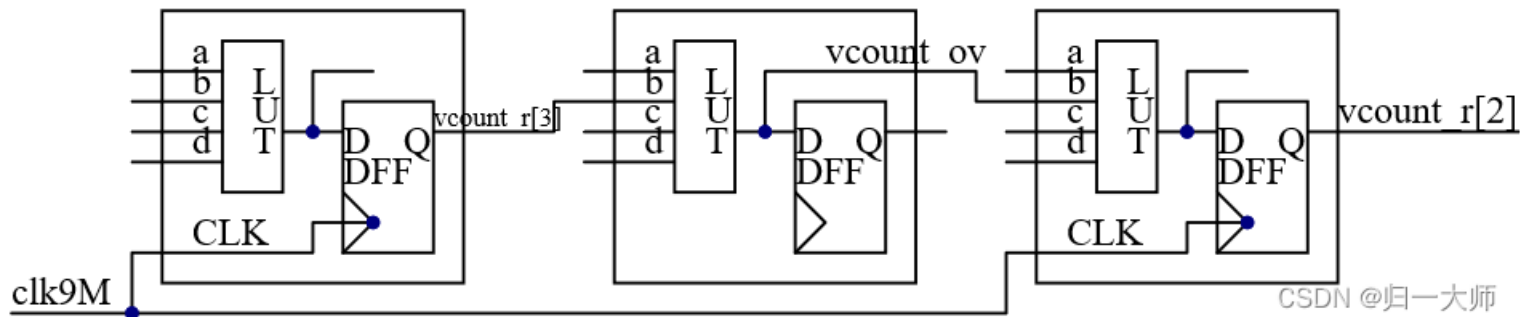 a
b
c
d
L
U
T
D Q
DFF
CLK
vcount_r[3]
a
b
c
d
L
U
T
D Q
DFF
vcount_ov
a
b
c
d
L
U
T
D Q
DFF
CLK
vcount_r[2]
clk9M
CSDN @归一大师